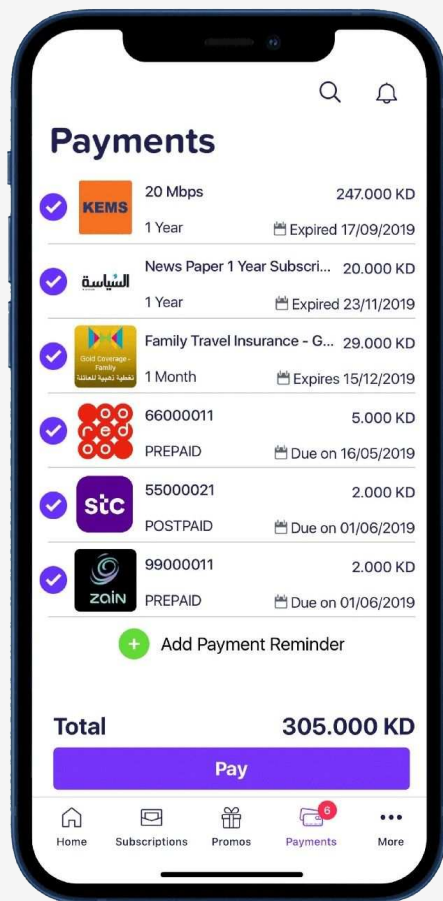 Payments
KEMS
20 Mbps
247.000 KD
1 Year
Expired 17/09/2019
السياسة
News Paper 1 Year Subscri...
20.000 KD
1 Year
Expired 23/11/2019
Gold Coverage -
Family
تغطية ذهبية للعائلة
Family Travel Insurance - G...
29.000 KD
1 Month
Expires 15/12/2019
ooredoo
66000011
5.000 KD
PREPAID
Due on 16/05/2019
stc
55000021
2.000 KD
POSTPAID
Due on 01/06/2019
zain
99000011
2.000 KD
PREPAID
Due on 01/06/2019
+ Add Payment Reminder
Total
305.000 KD
Pay
6
Home
Subscriptions
Promos
Payments
More